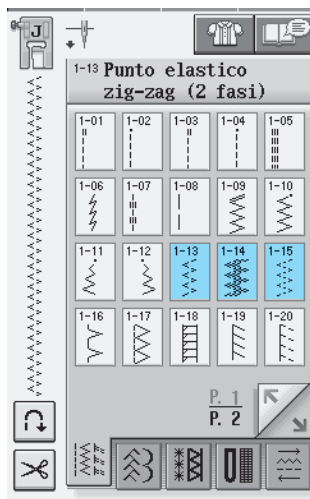 J
1-13 Punto elastico
zig-zag (2 fasi)
1-01 1-02 1-03 1-04 1-05
1-06 1-07 1-08 1-09 1-10
1-11 1-12 1-13 1-14 1-15
1-16 1-17 1-18 1-19 1-20
P. 1
P. 2